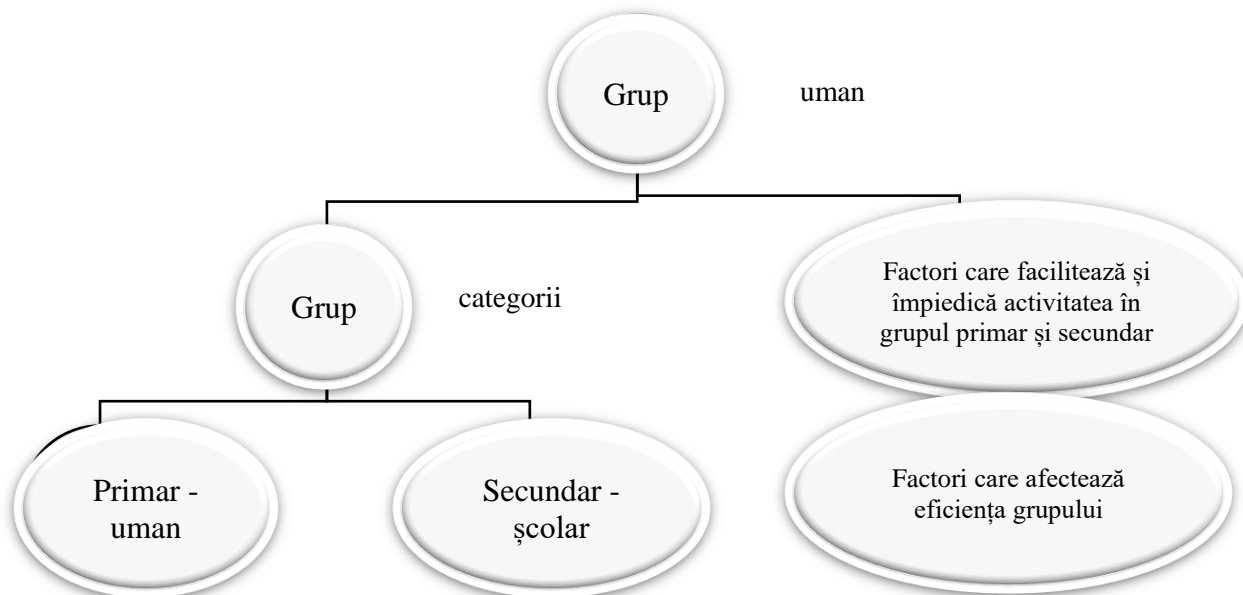 Grup
uman
Grup
categorii
Factori care facilitează și
împiedică activitatea în
grupul primar și secundar
Primar -
uman
Secundar -
școlar
Factori care afectează
eficiența grupului